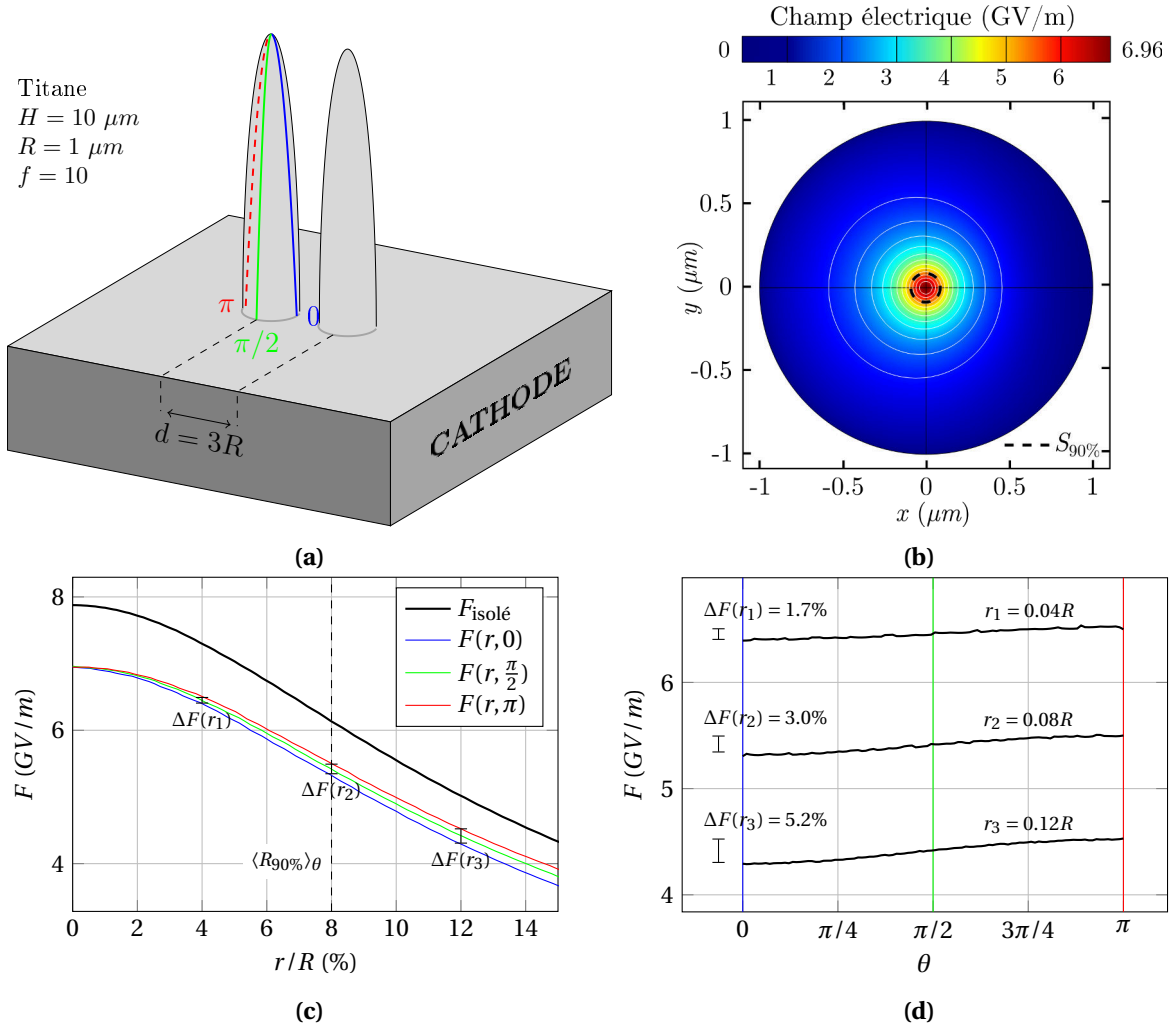 Titane
H = 10 μm
R = 1 μm
f = 10
π
π/2
0
d = 3R
CATHODE
(a)
Champ électrique (GV/m)
0
6.96
1 2 3 4 5 6
1
0.5
0
-0.5
-1
y (μm)
S90%
-1 -0.5 0 0.5 1
x (μm)
(b)
8
6
4
F (GV/m)
Fisolé
F(r,0)
F(r,π/2)
F(r,π)
ΔF(r1)
ΔF(r2)
ΔF(r3)
⟨R90%⟩θ
0 2 4 6 8 10 12 14
r/R (%)
(c)
6
5
4
F (GV/m)
ΔF(r1) = 1.7%
r1 = 0.04R
ΔF(r2) = 3.0%
r2 = 0.08R
ΔF(r3) = 5.2%
r3 = 0.12R
0 π/4 π/2 3π/4 π
θ
(d)